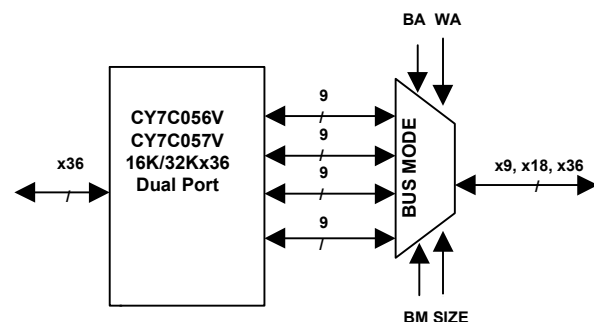 BA WA
9
CY7C056V
CY7C057V
16K/32Kx36
Dual Port
9
9
9
x36
BUS MODE
x9, x18, x36
BM SIZE